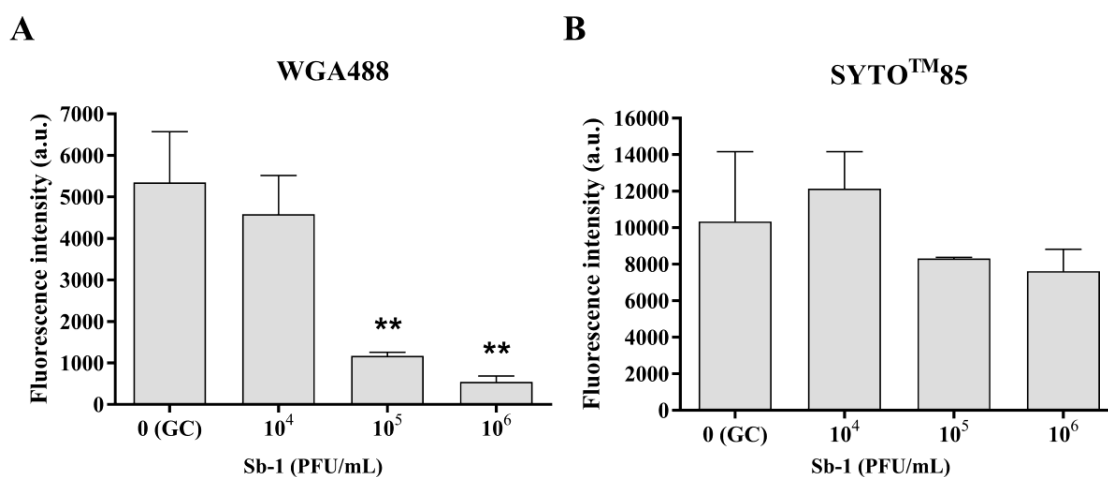 A
WGA488
Fluorescence intensity (a.u.)
7000
6000
5000
4000
3000
2000
1000
0
**
**
0 (GC) 10⁴ 10⁵ 10⁶
Sb-1 (PFU/mL)
B
SYTO™85
Fluorescence intensity (a.u.)
16000
14000
12000
10000
8000
6000
4000
2000
0
0 (GC) 10⁴ 10⁵ 10⁶
Sb-1 (PFU/mL)